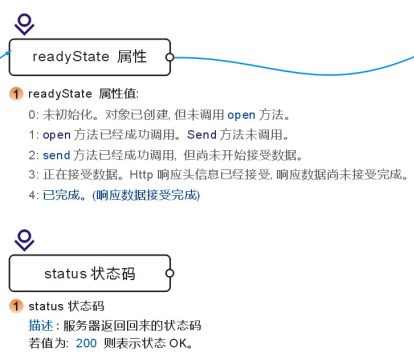 readyState 属性
1 readyState 属性值:
0: 未初始化。对象已创建, 但未调用 open 方法。
1: open 方法已经成功调用。Send 方法未调用。
2: send 方法已经成功调用, 但尚未开始接受数据。
3: 正在接受数据。Http 响应头信息已经接受, 响应数据尚未接受完成。
4: 已完成。(响应数据接受完成)
status 状态码
1 status 状态码
描述 : 服务器返回回来的状态码
若值为: 200 则表示状态 OK。